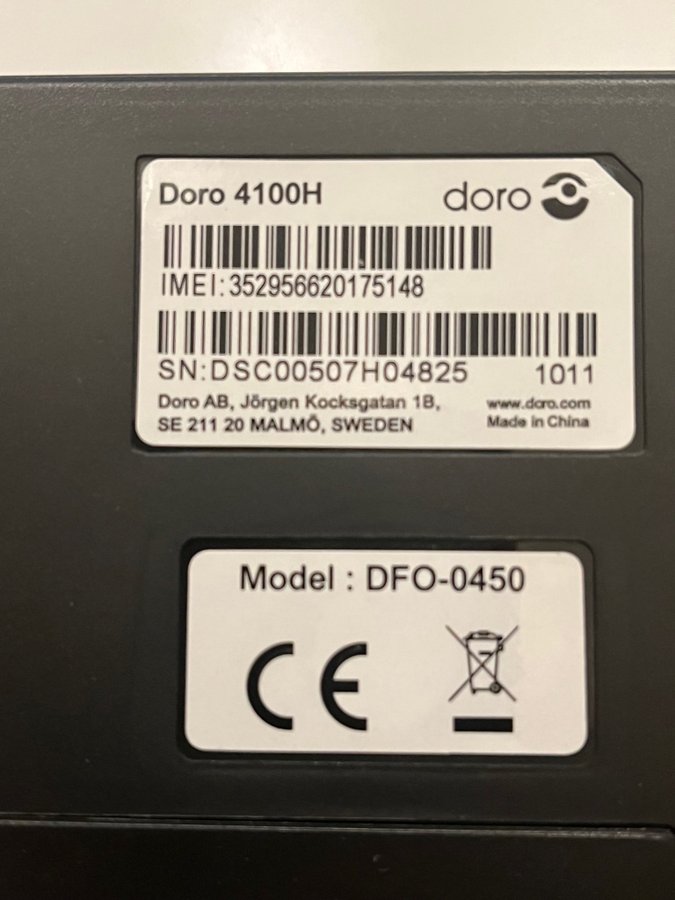 Doro 4100H
doro
IMEI:352956620175148
SN:DSC00507H04825 1011
Doro AB, Jörgen Kocksgatan 1B,
SE 211 20 MALMÖ, SWEDEN
www.doro.com
Made in China
Model : DFO-0450
CE